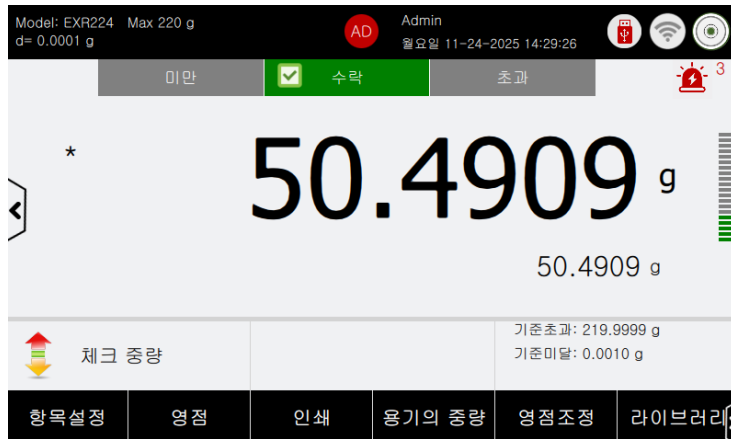 Model: EXR224 Max 220 g
d= 0.0001 g
AD
Admin
월요일 11-24-2025 14:29:26
미만
수락
초과
3
*
50.4909 g
50.4909 g
체크 중량
기준초과: 219.9999 g
기준미달: 0.0010 g
항목설정
영점
인쇄
용기의 중량
영점조정
라이브러리